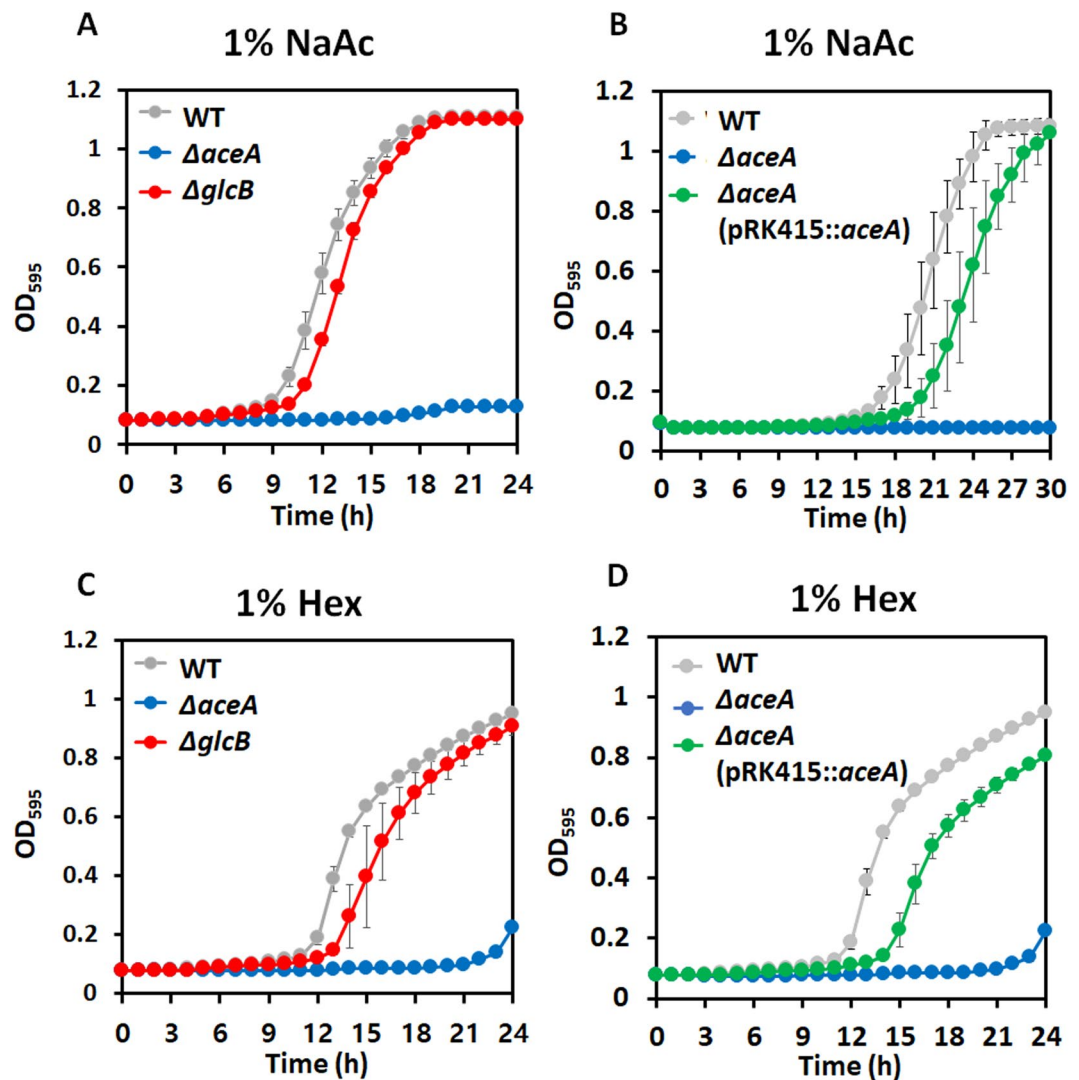 A
1% NaAc
1.2
1
0.8
0.6
0.4
0.2
0
OD595
WT
ΔaceA
ΔglcB
0 3 6 9 12 15 18 21 24
Time (h)
B
1% NaAc
1.2
1
0.8
0.6
0.4
0.2
0
OD595
WT
ΔaceA
ΔaceA
(pRK415::aceA)
0 3 6 9 12 15 18 21 24 27 30
Time (h)
C
1% Hex
1.2
1
0.8
0.6
0.4
0.2
0
OD595
WT
ΔaceA
ΔglcB
0 3 6 9 12 15 18 21 24
Time (h)
D
1% Hex
1.2
1
0.8
0.6
0.4
0.2
0
OD595
WT
ΔaceA
ΔaceA
(pRK415::aceA)
0 3 6 9 12 15 18 21 24
Time (h)